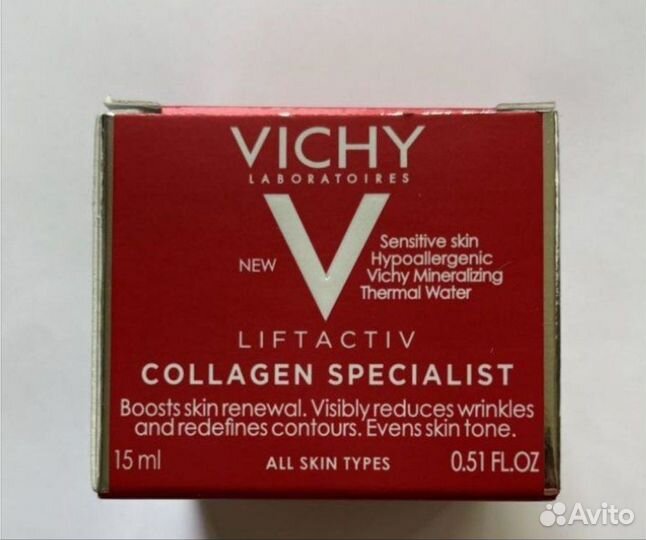 VICHY
LABORATOIRES
NEW
V
Sensitive skin
Hypoallergenic
Vichy Mineralizing
Thermal Water
LIFTACTIV
COLLAGEN SPECIALIST
Boosts skin renewal. Visibly reduces wrinkles
and redefines contours. Evens skin tone.
15 ml ALL SKIN TYPES 0.51 FL.OZ
Avito